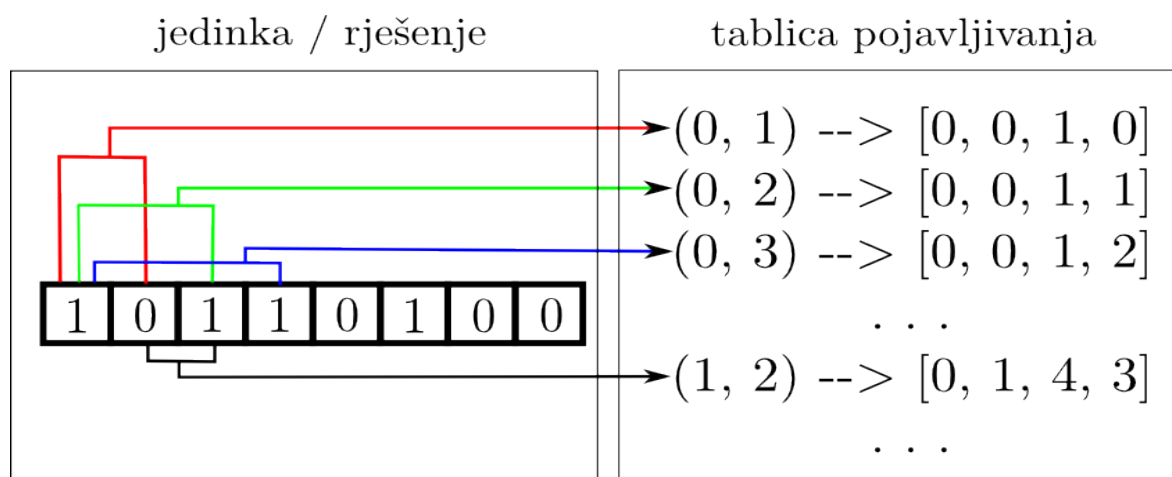 jedinka / rješenje
tablica pojavljivanja
(0, 1) --> [0, 0, 1, 0]
(0, 2) --> [0, 0, 1, 1]
(0, 3) --> [0, 0, 1, 2]
1 0 1 1 0 1 0 0
. . .
(1, 2) --> [0, 1, 4, 3]
. . .